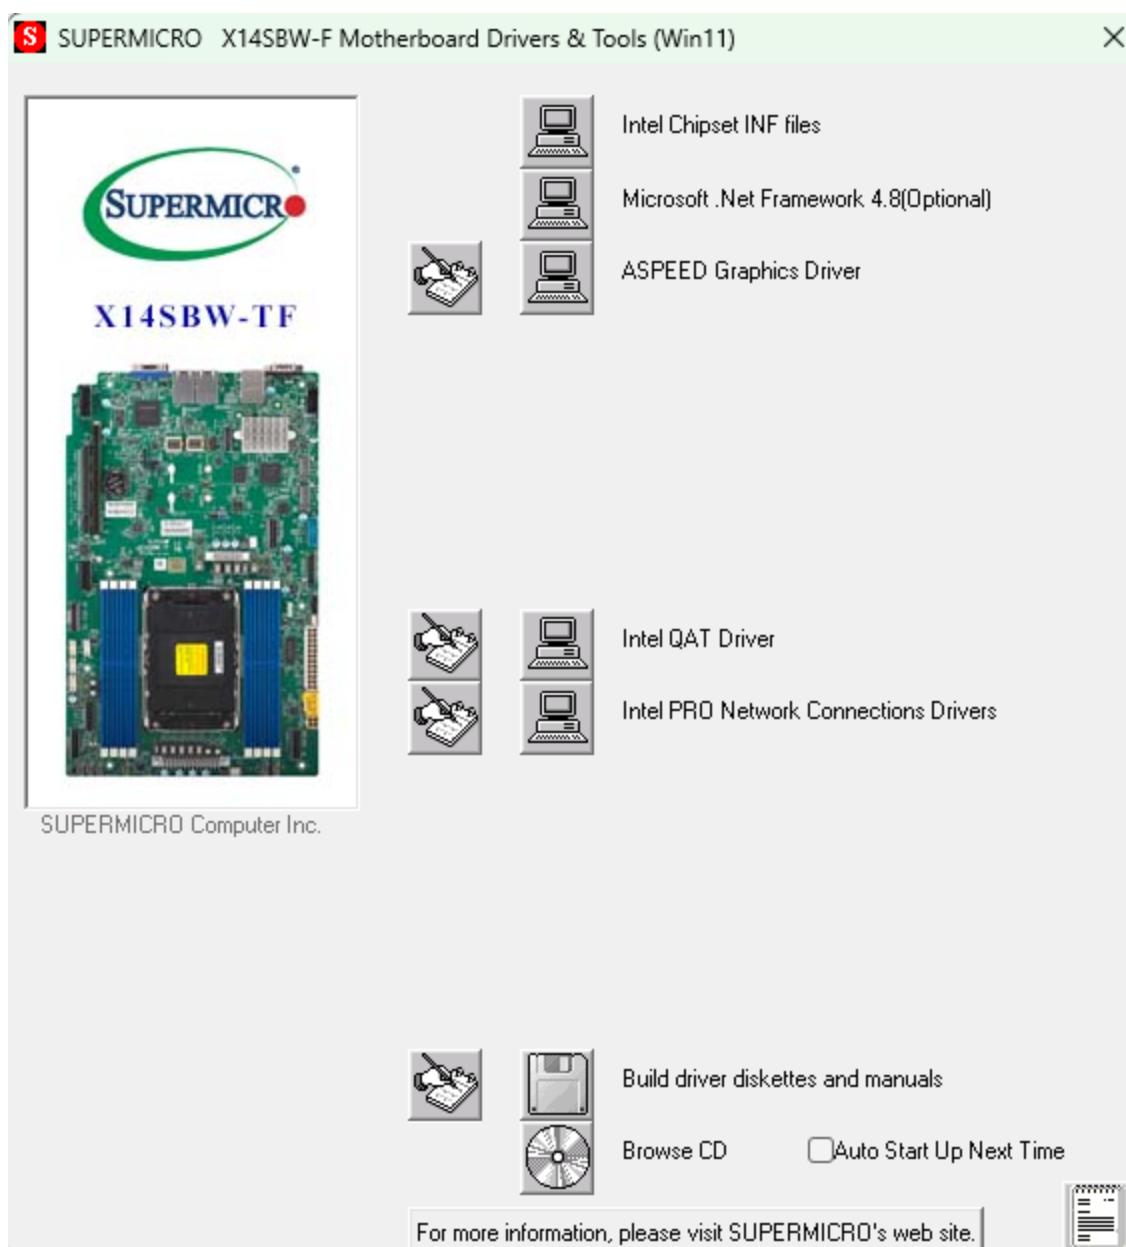 S SUPERMICRO X14SBW-F Motherboard Drivers & Tools (Win11)
SUPERMICRO
X14SBW-TF
SUPERMICRO Computer Inc.
Intel Chipset INF files
Microsoft .Net Framework 4.8(Optional)
ASPEED Graphics Driver
Intel QAT Driver
Intel PRO Network Connections Drivers
Build driver diskettes and manuals
Browse CD
Auto Start Up Next Time
For more information, please visit SUPERMICRO's web site.